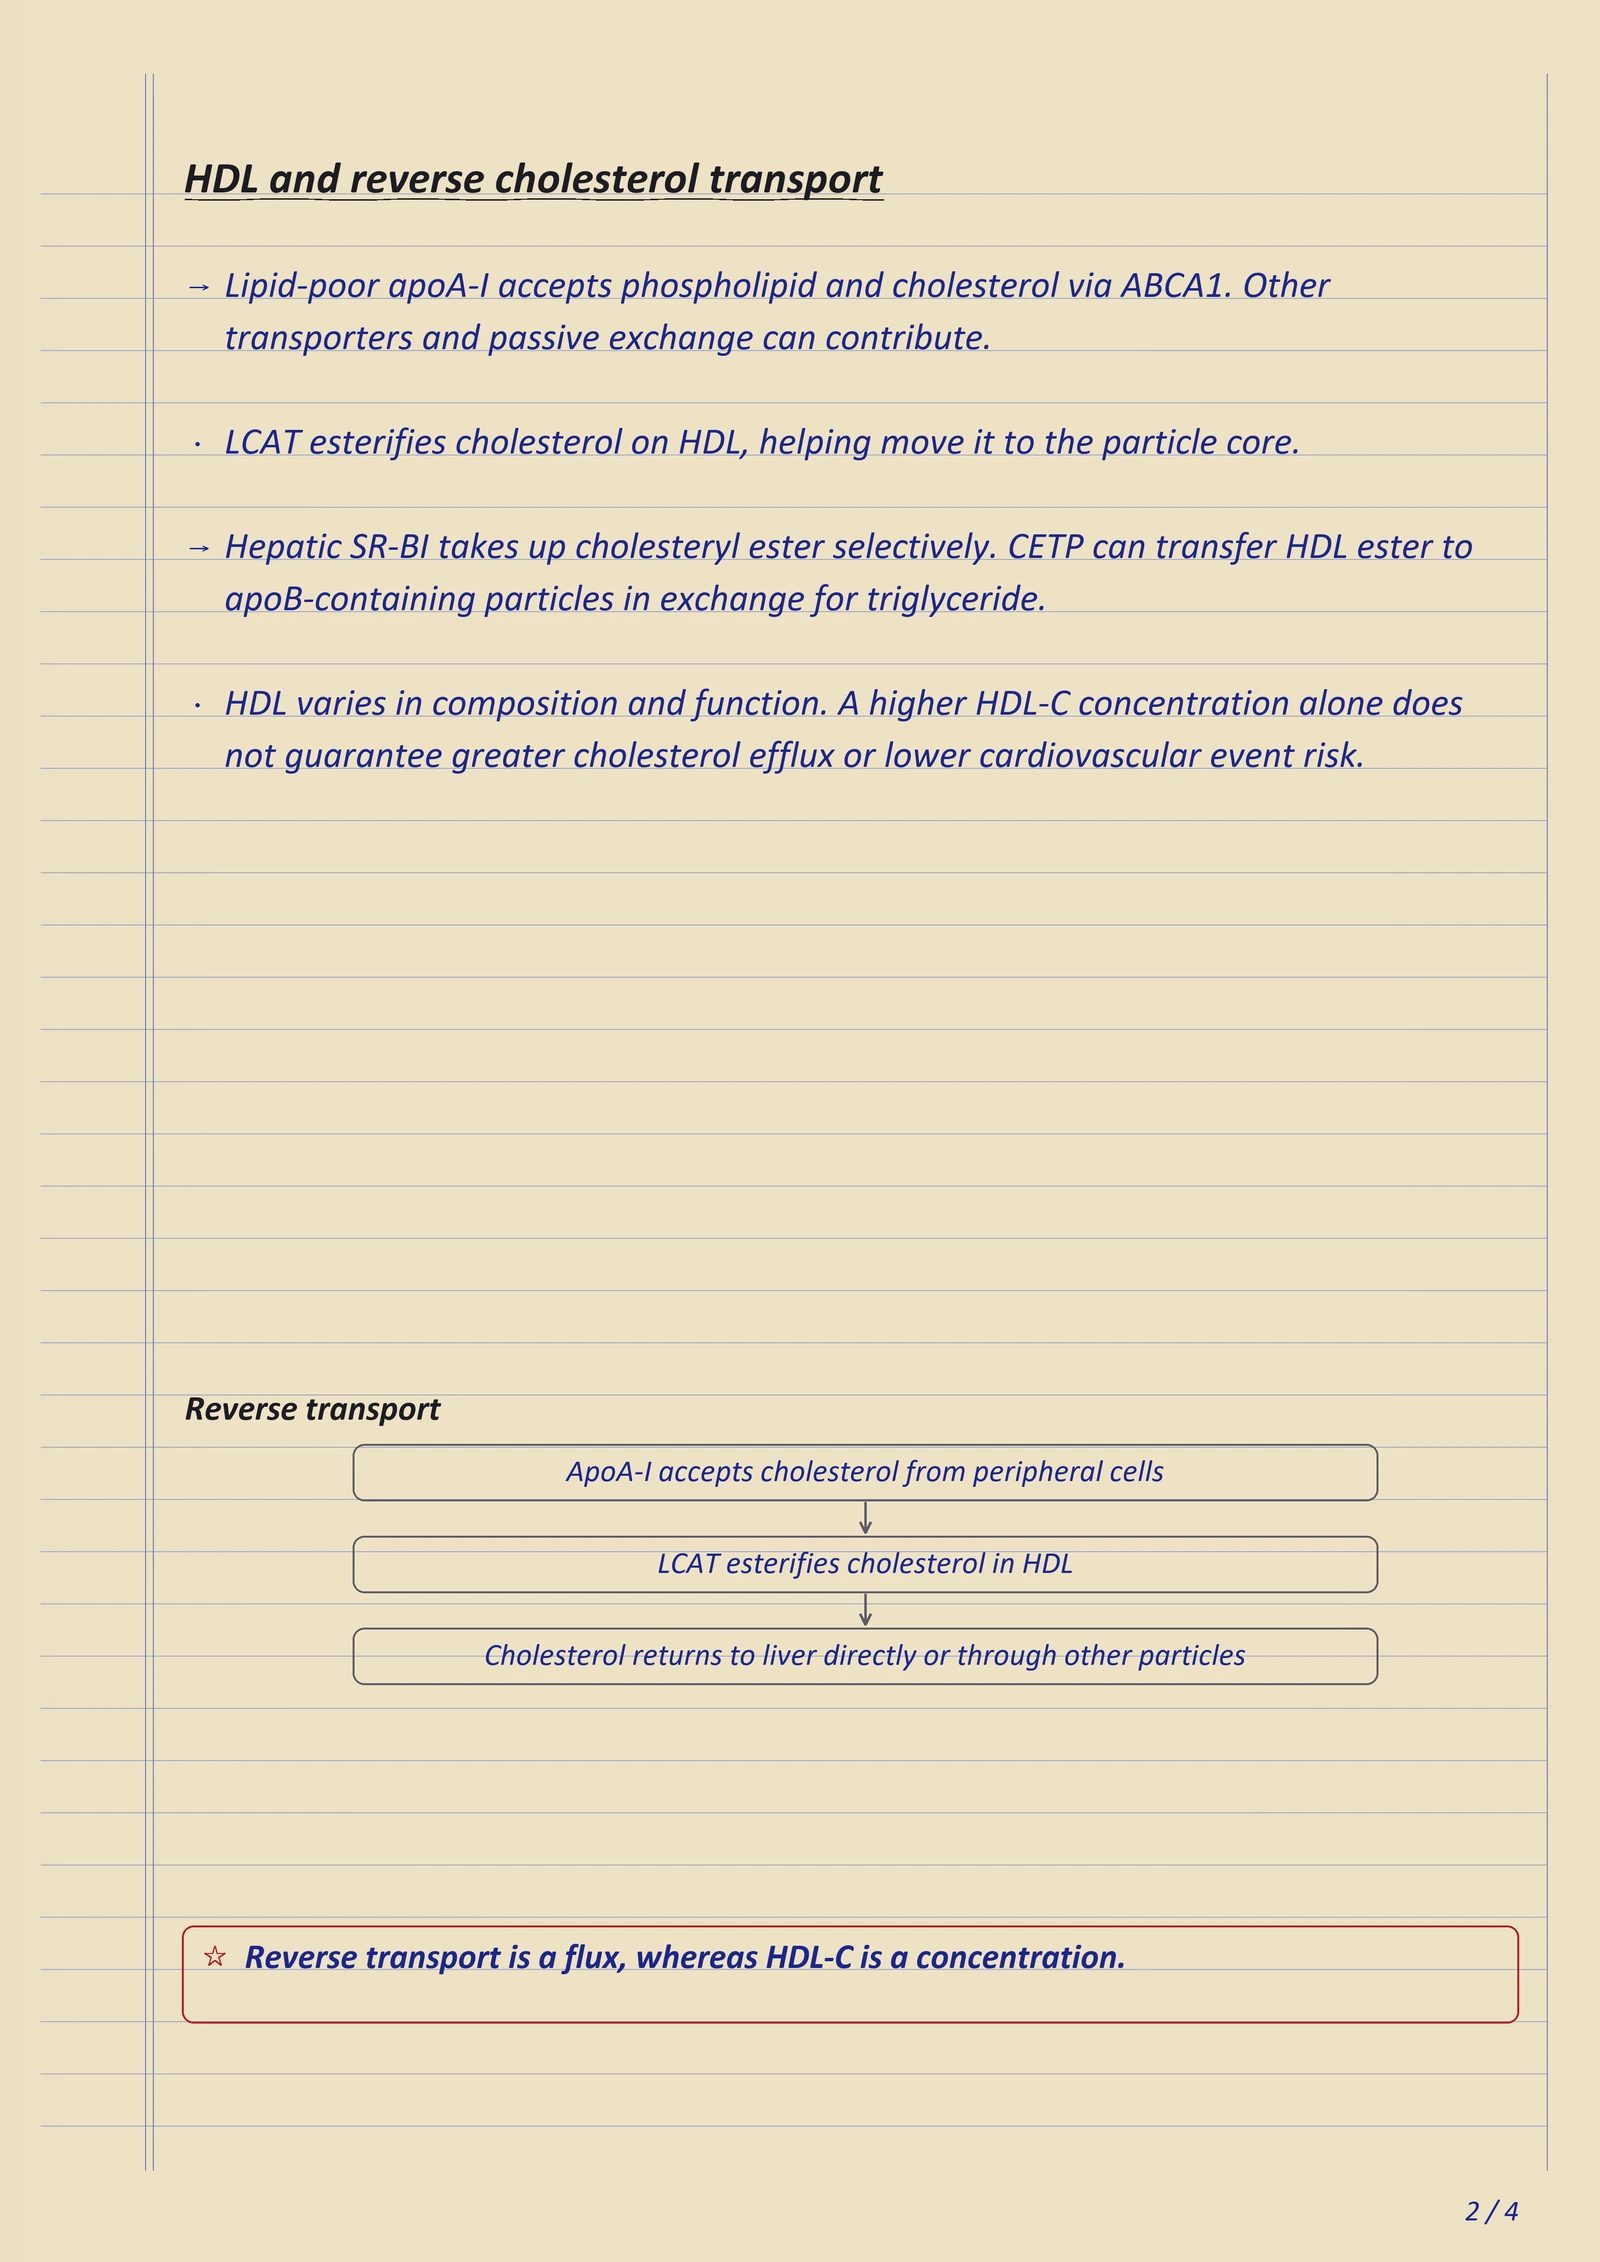 HDL and reverse cholesterol transport
→ Lipid-poor apoA-I accepts phospholipid and cholesterol via ABCA1. Other
transporters and passive exchange can contribute.
· LCAT esterifies cholesterol on HDL, helping move it to the particle core.
→ Hepatic SR-BI takes up cholesteryl ester selectively. CETP can transfer HDL ester to
apoB-containing particles in exchange for triglyceride.
· HDL varies in composition and function. A higher HDL-C concentration alone does
not guarantee greater cholesterol efflux or lower cardiovascular event risk.
Reverse transport
ApoA-I accepts cholesterol from peripheral cells
LCAT esterifies cholesterol in HDL
Cholesterol returns to liver directly or through other particles
☆ Reverse transport is a flux, whereas HDL-C is a concentration.
2 / 4